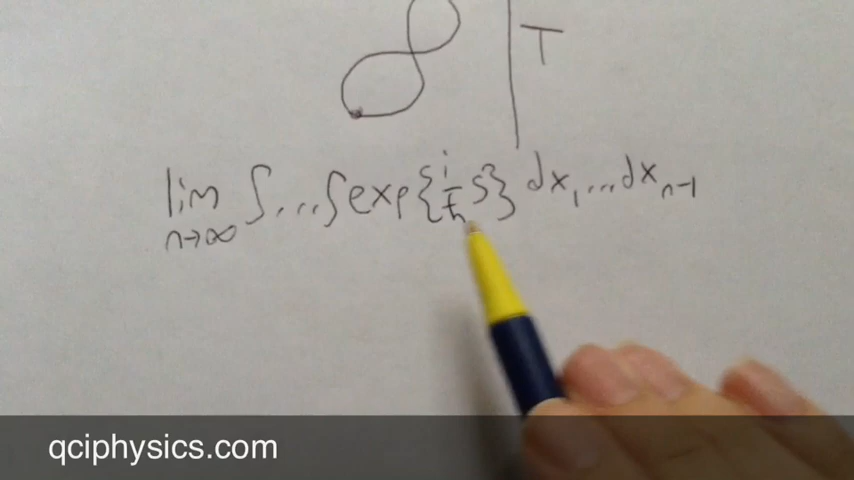 T
lim n→∞ ∫...∫ exp{i/ħ S} dx₁...dxₙ₋₁
qciphysics.com